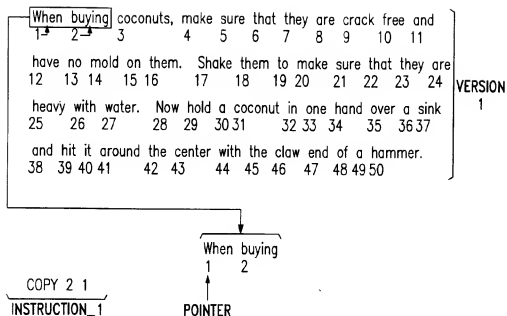 When buying coconuts, make sure that they are crack free and
1 2 3 4 5 6 7 8 9 10 11
have no mold on them. Shake them to make sure that they are
12 13 14 15 16 17 18 19 20 21 22 23 24
VERSION
1
heavy with water. Now hold a coconut in one hand over a sink
25 26 27 28 29 30 31 32 33 34 35 36 37
and hit it around the center with the claw end of a hammer.
38 39 40 41 42 43 44 45 46 47 48 49 50
When buying
1 2
COPY 2 1
INSTRUCTION_1
POINTER